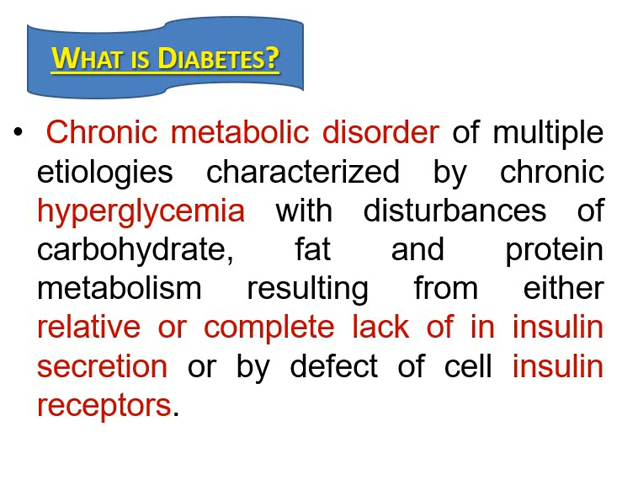 WHAT IS DIABETES?
• Chronic metabolic disorder of multiple
etiologies characterized by chronic
hyperglycemia with disturbances of
carbohydrate, fat and protein
metabolism resulting from either
relative or complete lack of in insulin
secretion or by defect of cell insulin
receptors.